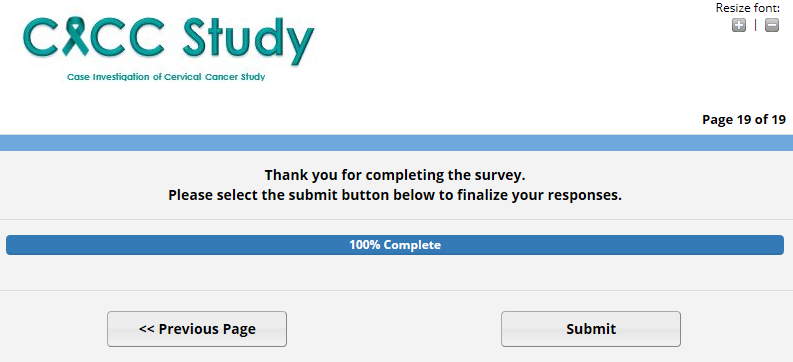 Resize font:
+ | -
CICC Study
Case Investigation of Cervical Cancer Study
Page 19 of 19
Thank you for completing the survey.
Please select the submit button below to finalize your responses.
100% Complete
<< Previous Page
Submit